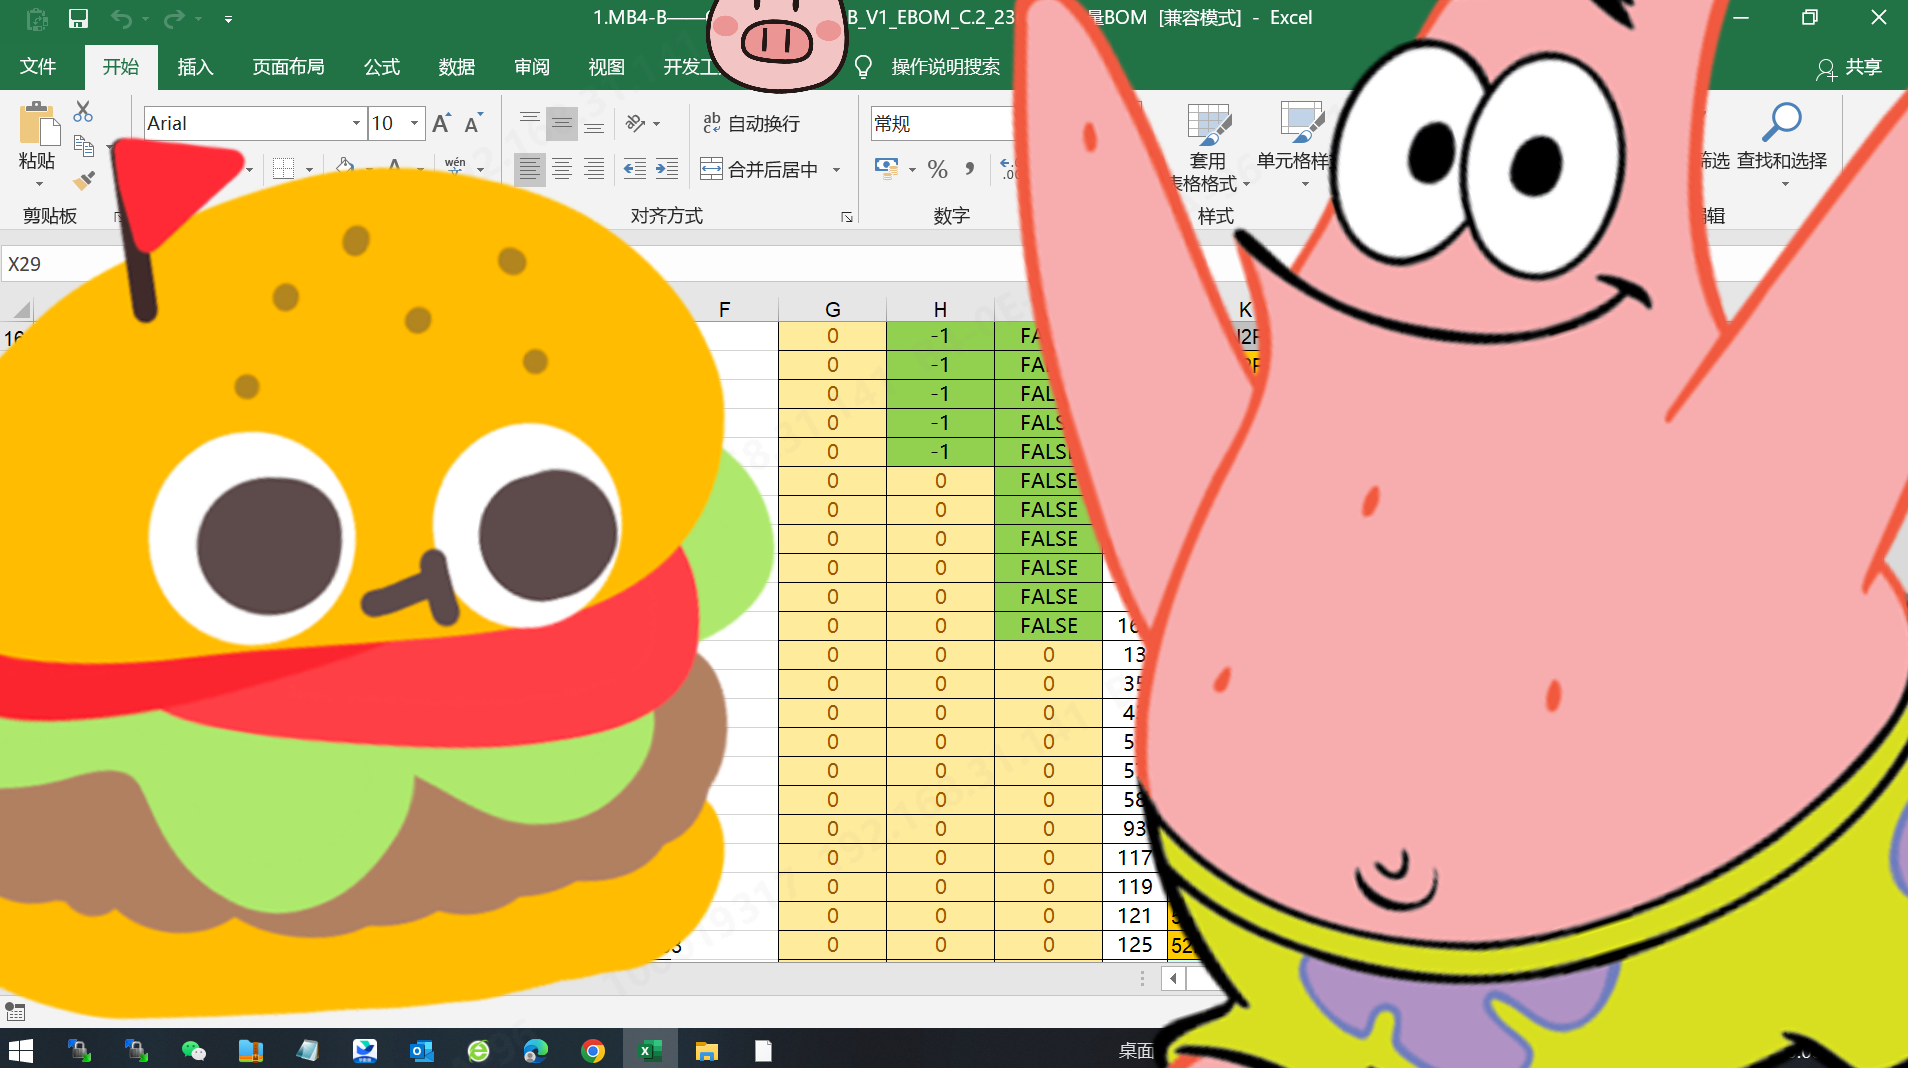 1.MB4-B——
B_V1_EBOM_C.2_23
量BOM [兼容模式] - Excel
文件 开始 插入 页面布局 公式 数据 审阅 视图 开发工 操作说明搜索 共享
Arial 10 ab 自动换行 常规
粘贴 wén 合并后居中 % 套用 单元格样 筛选 查找和选择
表格格式
剪贴板 对齐方式 数字 样式 辑
X29
F G H K
16 0 -1 FA
0 -1 FA
0 -1 FAL
0 -1 FALS
0 -1 FALSE
0 0 FALSE
0 0 FALSE
0 0 FALSE
0 0 FALSE
0 0 FALSE
0 0 FALSE 16
0 0 0 13
0 0 0 35
0 0 0 4
0 0 0 5
0 0 0 57
0 0 0 58
0 0 0 93
0 0 0 117
0 0 0 119
0 0 0 121 5
0 0 0 125 52
桌面